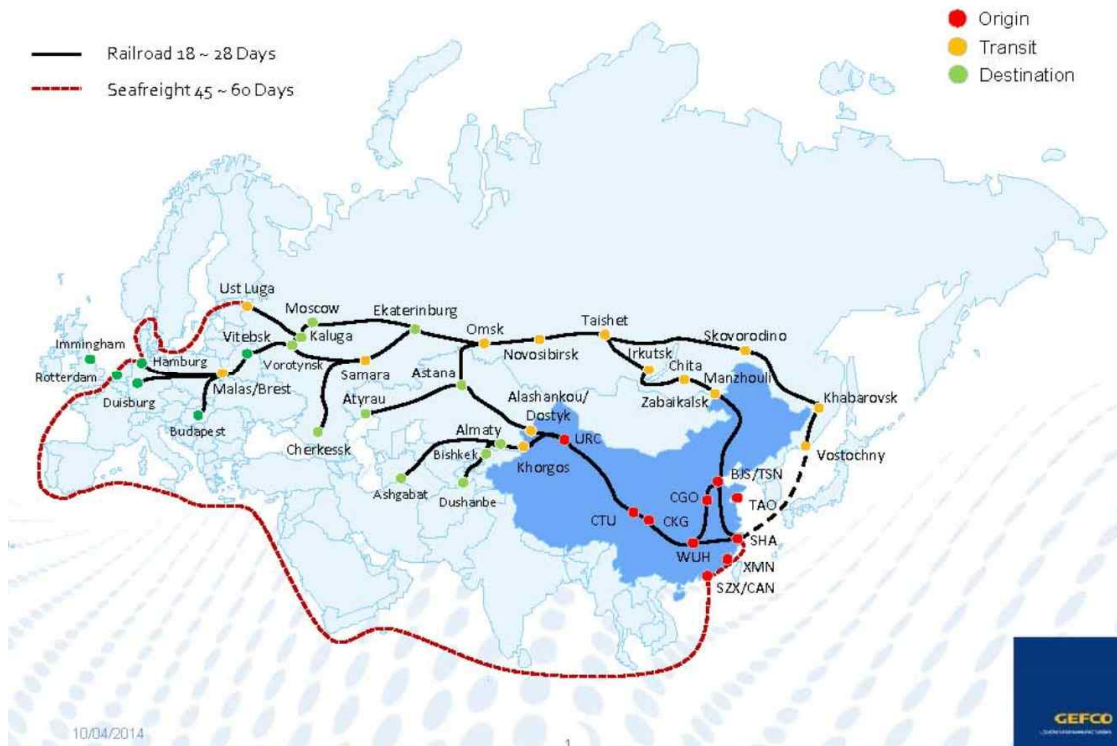 Origin
Railroad 18 ~ 28 Days
Transit
Seafreight 45 ~ 60 Days
Destination
Ust Luga
Moscow
Ekaterinburg
Omsk
Taishet
Skovorodino
Immingham
Vitebsk
Kaluga
Novosibirsk
Irkutsk
Hamburg
Vorotynsk
Samara
Chita
Rotterdam
Malas/Brest
Astana
Manzhouli
Duisburg
Atyrau
Alashankou/
Dostyk
Zabaikalsk
Khabarovsk
Budapest
Cherkessk
Almaty
URC
Bishkek
Khorgos
Vostochny
Ashgabat
Dushanbe
BJS/TSN
CGO
TAO
CTU
CKG
SHA
WUH
XMN
SZX/CAN
GEFCO
10/04/2014
1